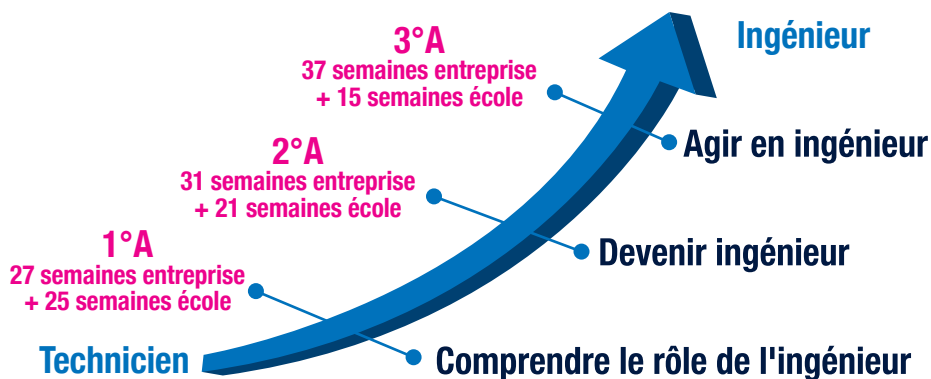 Ingénieur
3°A
37 semaines entreprise
+ 15 semaines école
Agir en ingénieur
2°A
31 semaines entreprise
+ 21 semaines école
Devenir ingénieur
1°A
27 semaines entreprise
+ 25 semaines école
Technicien
Comprendre le rôle de l'ingénieur